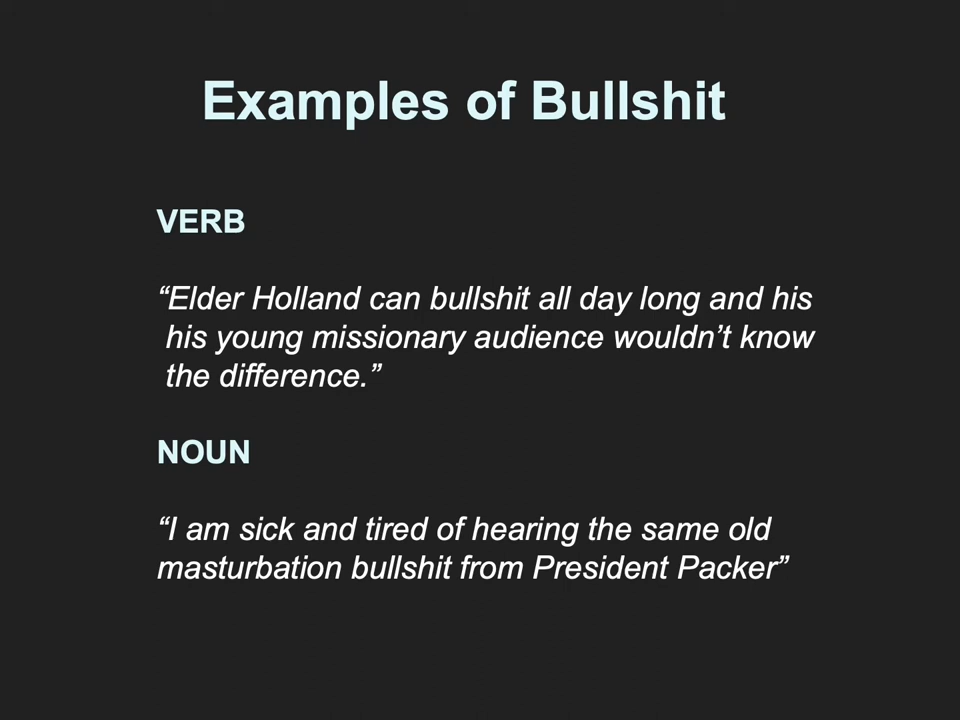 Examples of Bullshit
VERB
“Elder Holland can bullshit all day long and his
his young missionary audience wouldn’t know
the difference.”
NOUN
“I am sick and tired of hearing the same old
masturbation bullshit from President Packer”